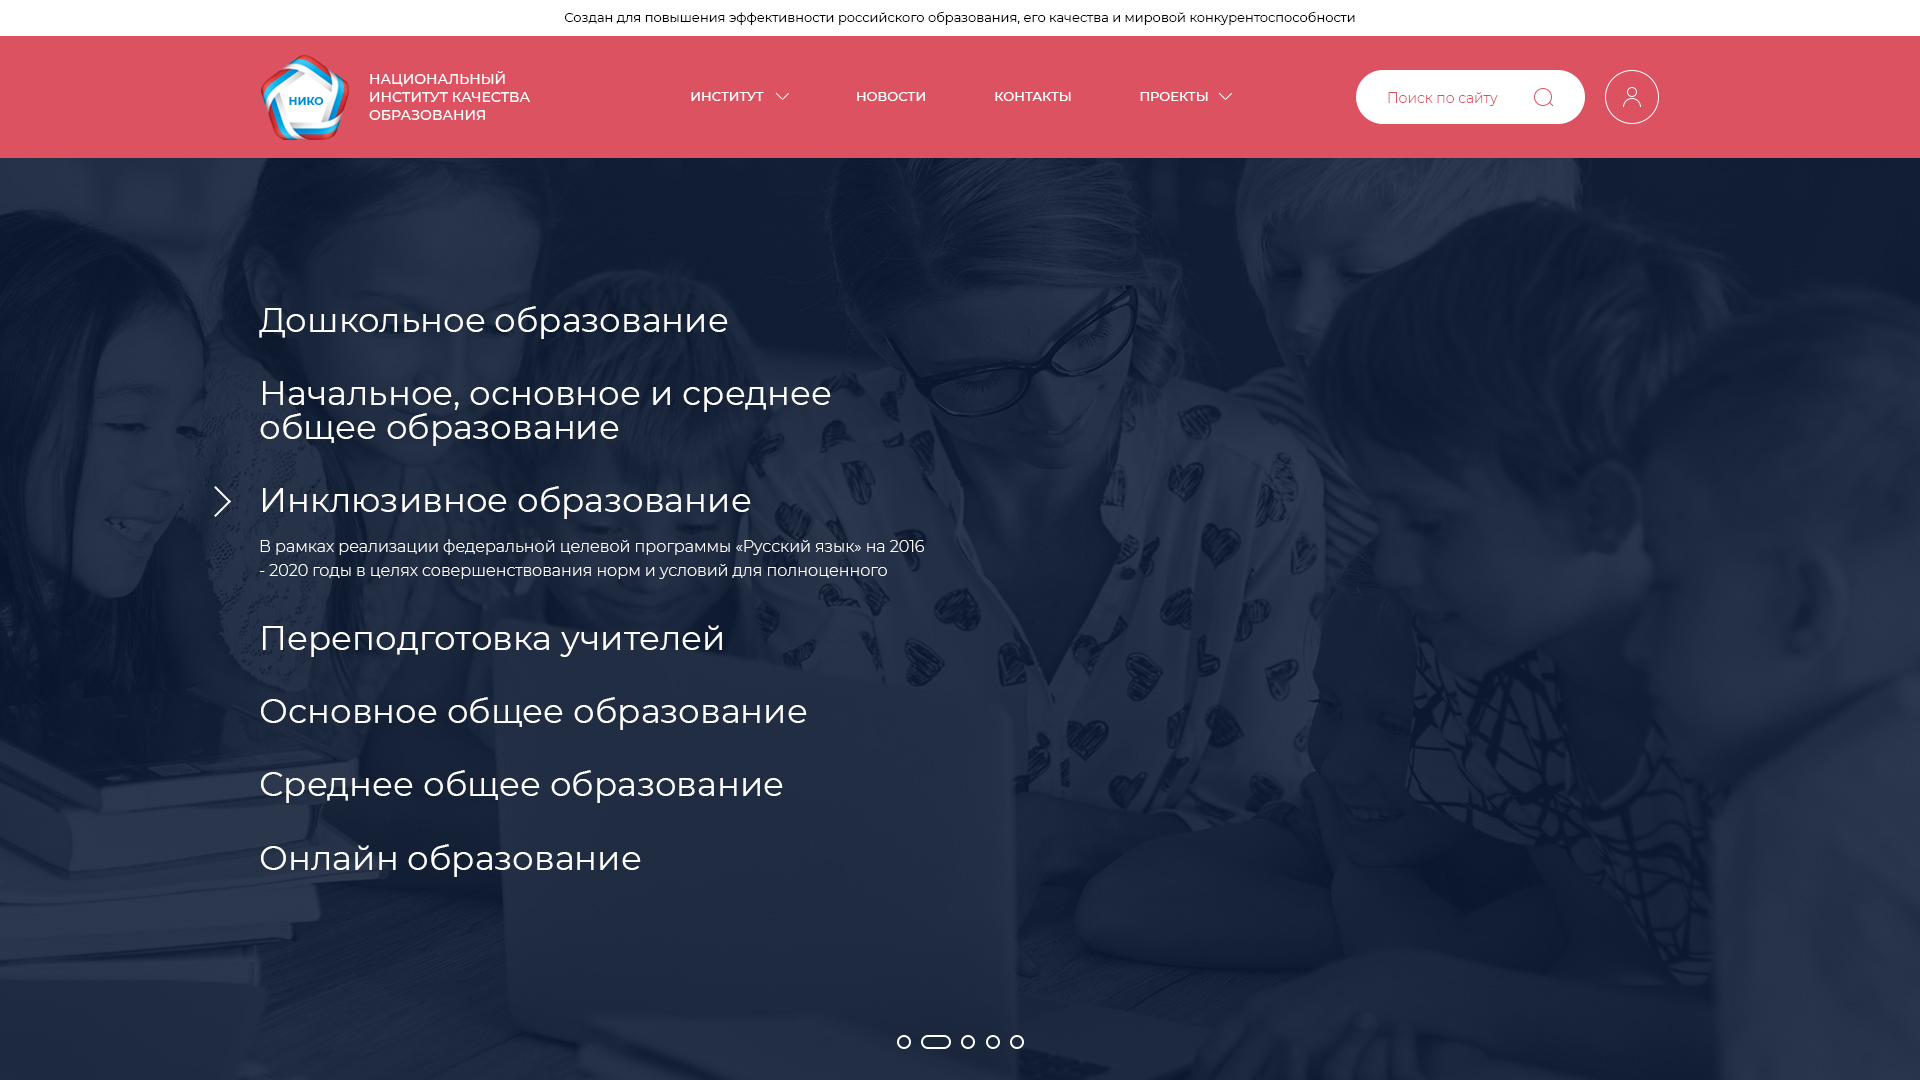 Создан для повышения эффективности российского образования, его качества и мировой конкурентоспособности
НИКО
НАЦИОНАЛЬНЫЙ
ИНСТИТУТ КАЧЕСТВА
ОБРАЗОВАНИЯ
ИНСТИТУТ
НОВОСТИ
КОНТАКТЫ
ПРОЕКТЫ
Поиск по сайту
Дошкольное образование
Начальное, основное и среднее
общее образование
Инклюзивное образование
В рамках реализации федеральной целевой программы «Русский язык» на 2016
- 2020 годы в целях совершенствования норм и условий для полноценного
Переподготовка учителей
Основное общее образование
Среднее общее образование
Онлайн образование